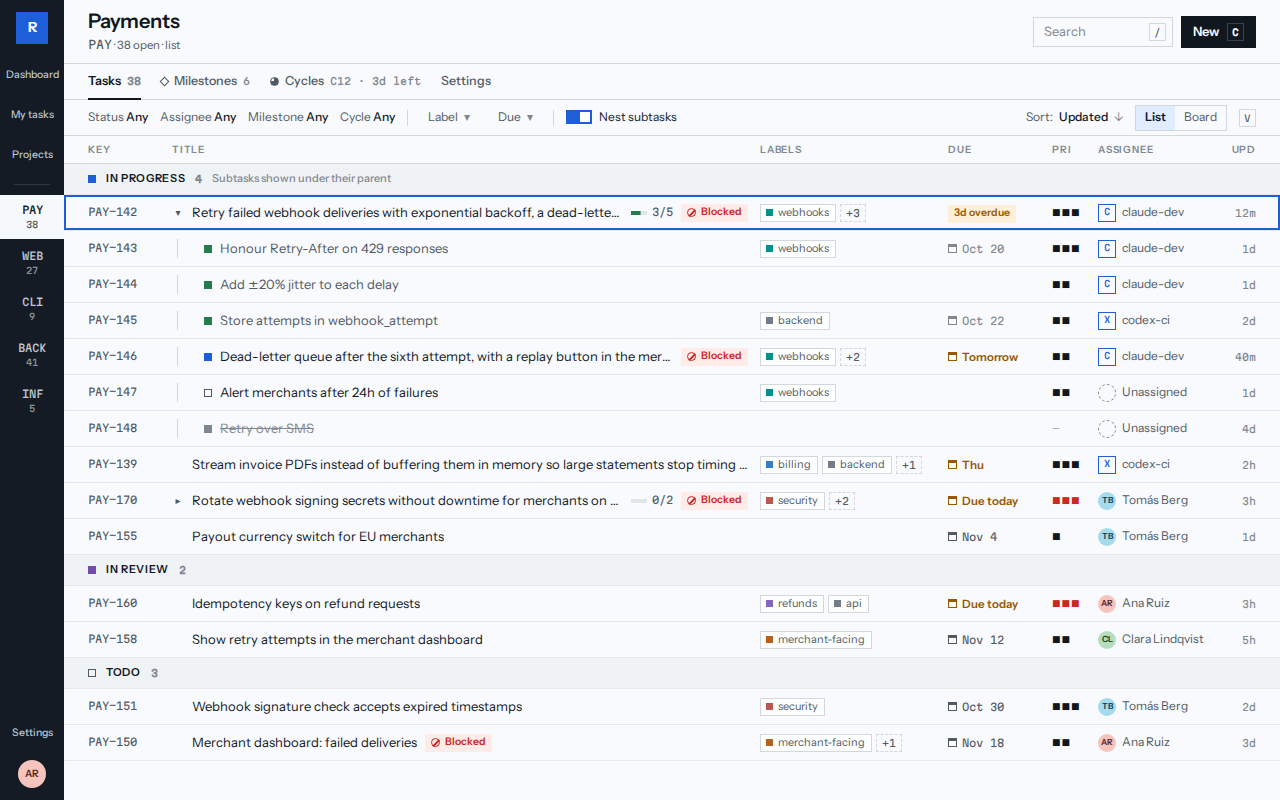 R
Payments
PAY·38 open·list
Search /
New C
Dashboard
My tasks
Projects
PAY
38
WEB
27
CLI
9
BACK
41
INF
5
Settings
AR
Tasks 38 Milestones 6 Cycles C12 · 3d left Settings
Status Any Assignee Any Milestone Any Cycle Any Label ▾ Due ▾ Nest subtasks Sort: Updated ↓ List Board V
KEY TITLE LABELS DUE PRI ASSIGNEE UPD
IN PROGRESS 4 Subtasks shown under their parent
PAY-142 ▾ Retry failed webhook deliveries with exponential backoff, a dead-lette… 3/5 Blocked webhooks +3 3d overdue C claude-dev 12m
PAY-143 Honour Retry-After on 429 responses webhooks Oct 20 C claude-dev 1d
PAY-144 Add ±20% jitter to each delay C claude-dev 1d
PAY-145 Store attempts in webhook_attempt backend Oct 22 X codex-ci 2d
PAY-146 Dead-letter queue after the sixth attempt, with a replay button in the mer… Blocked webhooks +2 Tomorrow C claude-dev 40m
PAY-147 Alert merchants after 24h of failures webhooks Unassigned 1d
PAY-148 Retry over SMS – Unassigned 4d
PAY-139 Stream invoice PDFs instead of buffering them in memory so large statements stop timing … billing backend +1 Thu X codex-ci 2h
PAY-170 ▸ Rotate webhook signing secrets without downtime for merchants on … 0/2 Blocked security +2 Due today TB Tomás Berg 3h
PAY-155 Payout currency switch for EU merchants Nov 4 TB Tomás Berg 1d
IN REVIEW 2
PAY-160 Idempotency keys on refund requests refunds api Due today AR Ana Ruiz 3h
PAY-158 Show retry attempts in the merchant dashboard merchant-facing Nov 12 CL Clara Lindqvist 5h
TODO 3
PAY-151 Webhook signature check accepts expired timestamps security Oct 30 TB Tomás Berg 2d
PAY-150 Merchant dashboard: failed deliveries Blocked merchant-facing +1 Nov 18 AR Ana Ruiz 3d